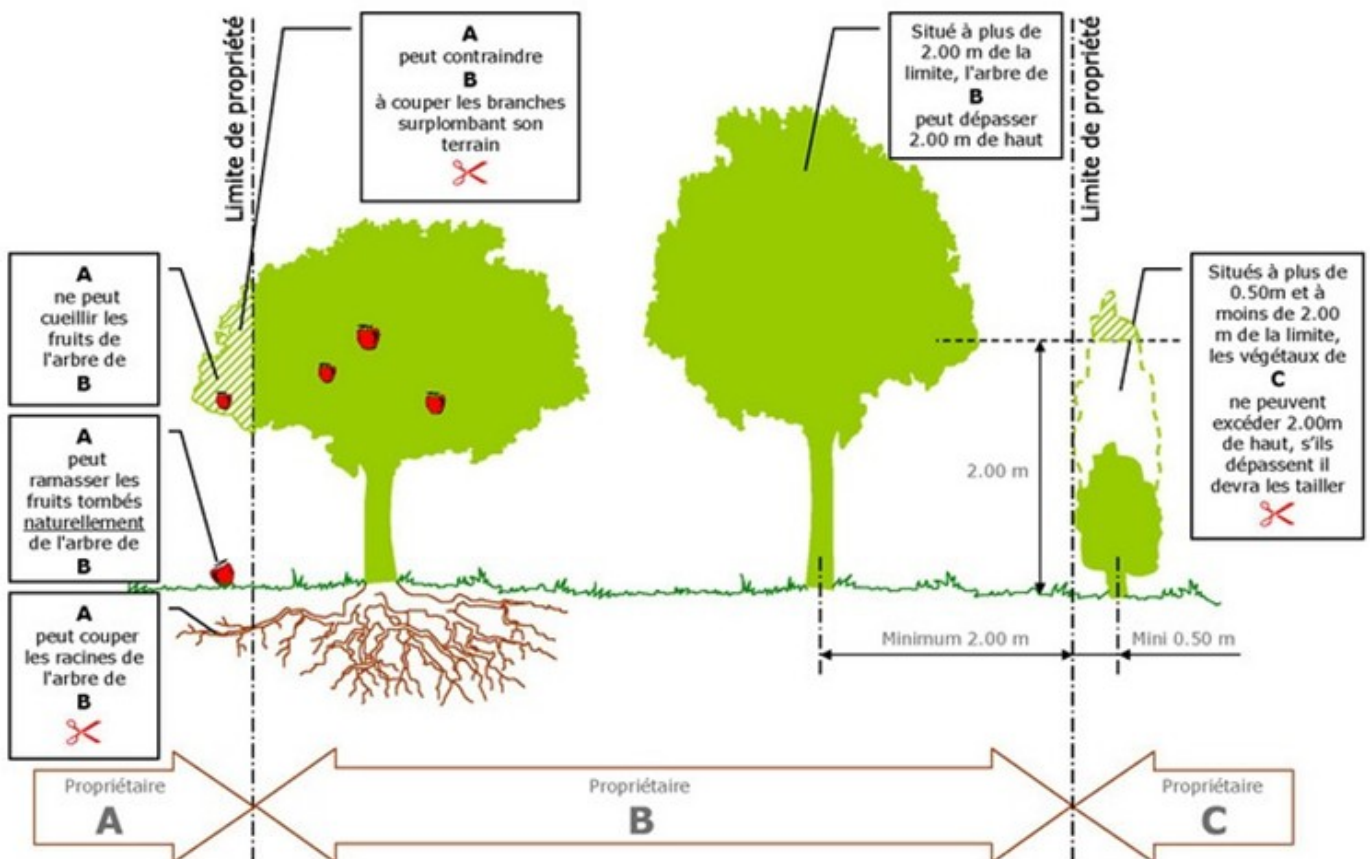 Limite de propriété
A
peut contraindre
B
à couper les branches
surplombant son
terrain
Situé à plus de
2.00 m de la
limite, l'arbre de
B
peut dépasser
2.00 m de haut
Limite de propriété
A
ne peut
cueillir les
fruits de
l'arbre de
B
A
peut
ramasser les
fruits tombés
naturellement
de l'arbre de
B
A
peut couper
les racines de
l'arbre de
B
Situés à plus de
0.50m et à
moins de 2.00
m de la limite,
les végétaux de
C
ne peuvent
excéder 2.00m
de haut, s'ils
dépassent il
devra les tailler
2.00 m
Minimum 2.00 m
Mini 0.50 m
Propriétaire
A
Propriétaire
B
Propriétaire
C